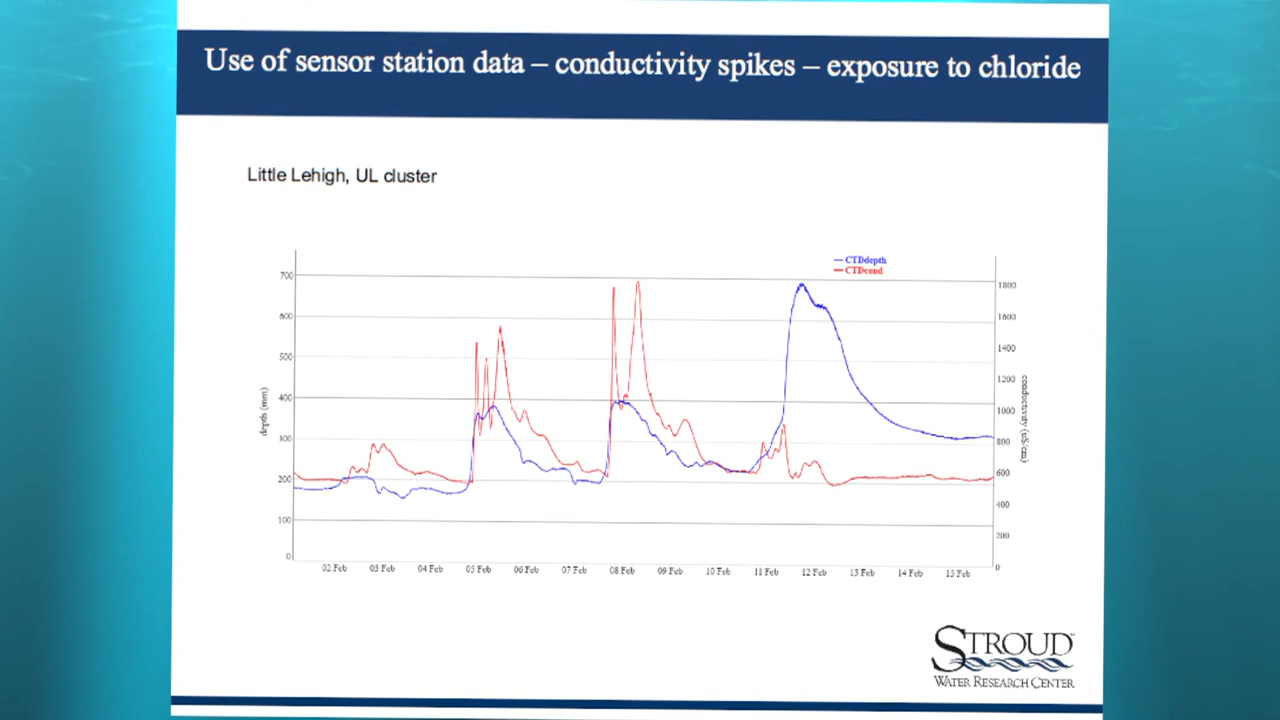 Use of sensor station data – conductivity spikes – exposure to chloride
Little Lehigh, UL cluster
CTDdepth
CTDcond
700
600
500
400
300
200
100
0
depth (mm)
1800
1600
1400
1200
1000
800
600
400
200
0
conductivity (uS/cm)
02 Feb 03 Feb 04 Feb 05 Feb 06 Feb 07 Feb 08 Feb 09 Feb 10 Feb 11 Feb 12 Feb 13 Feb 14 Feb 15 Feb
STROUD™
WATER RESEARCH CENTER